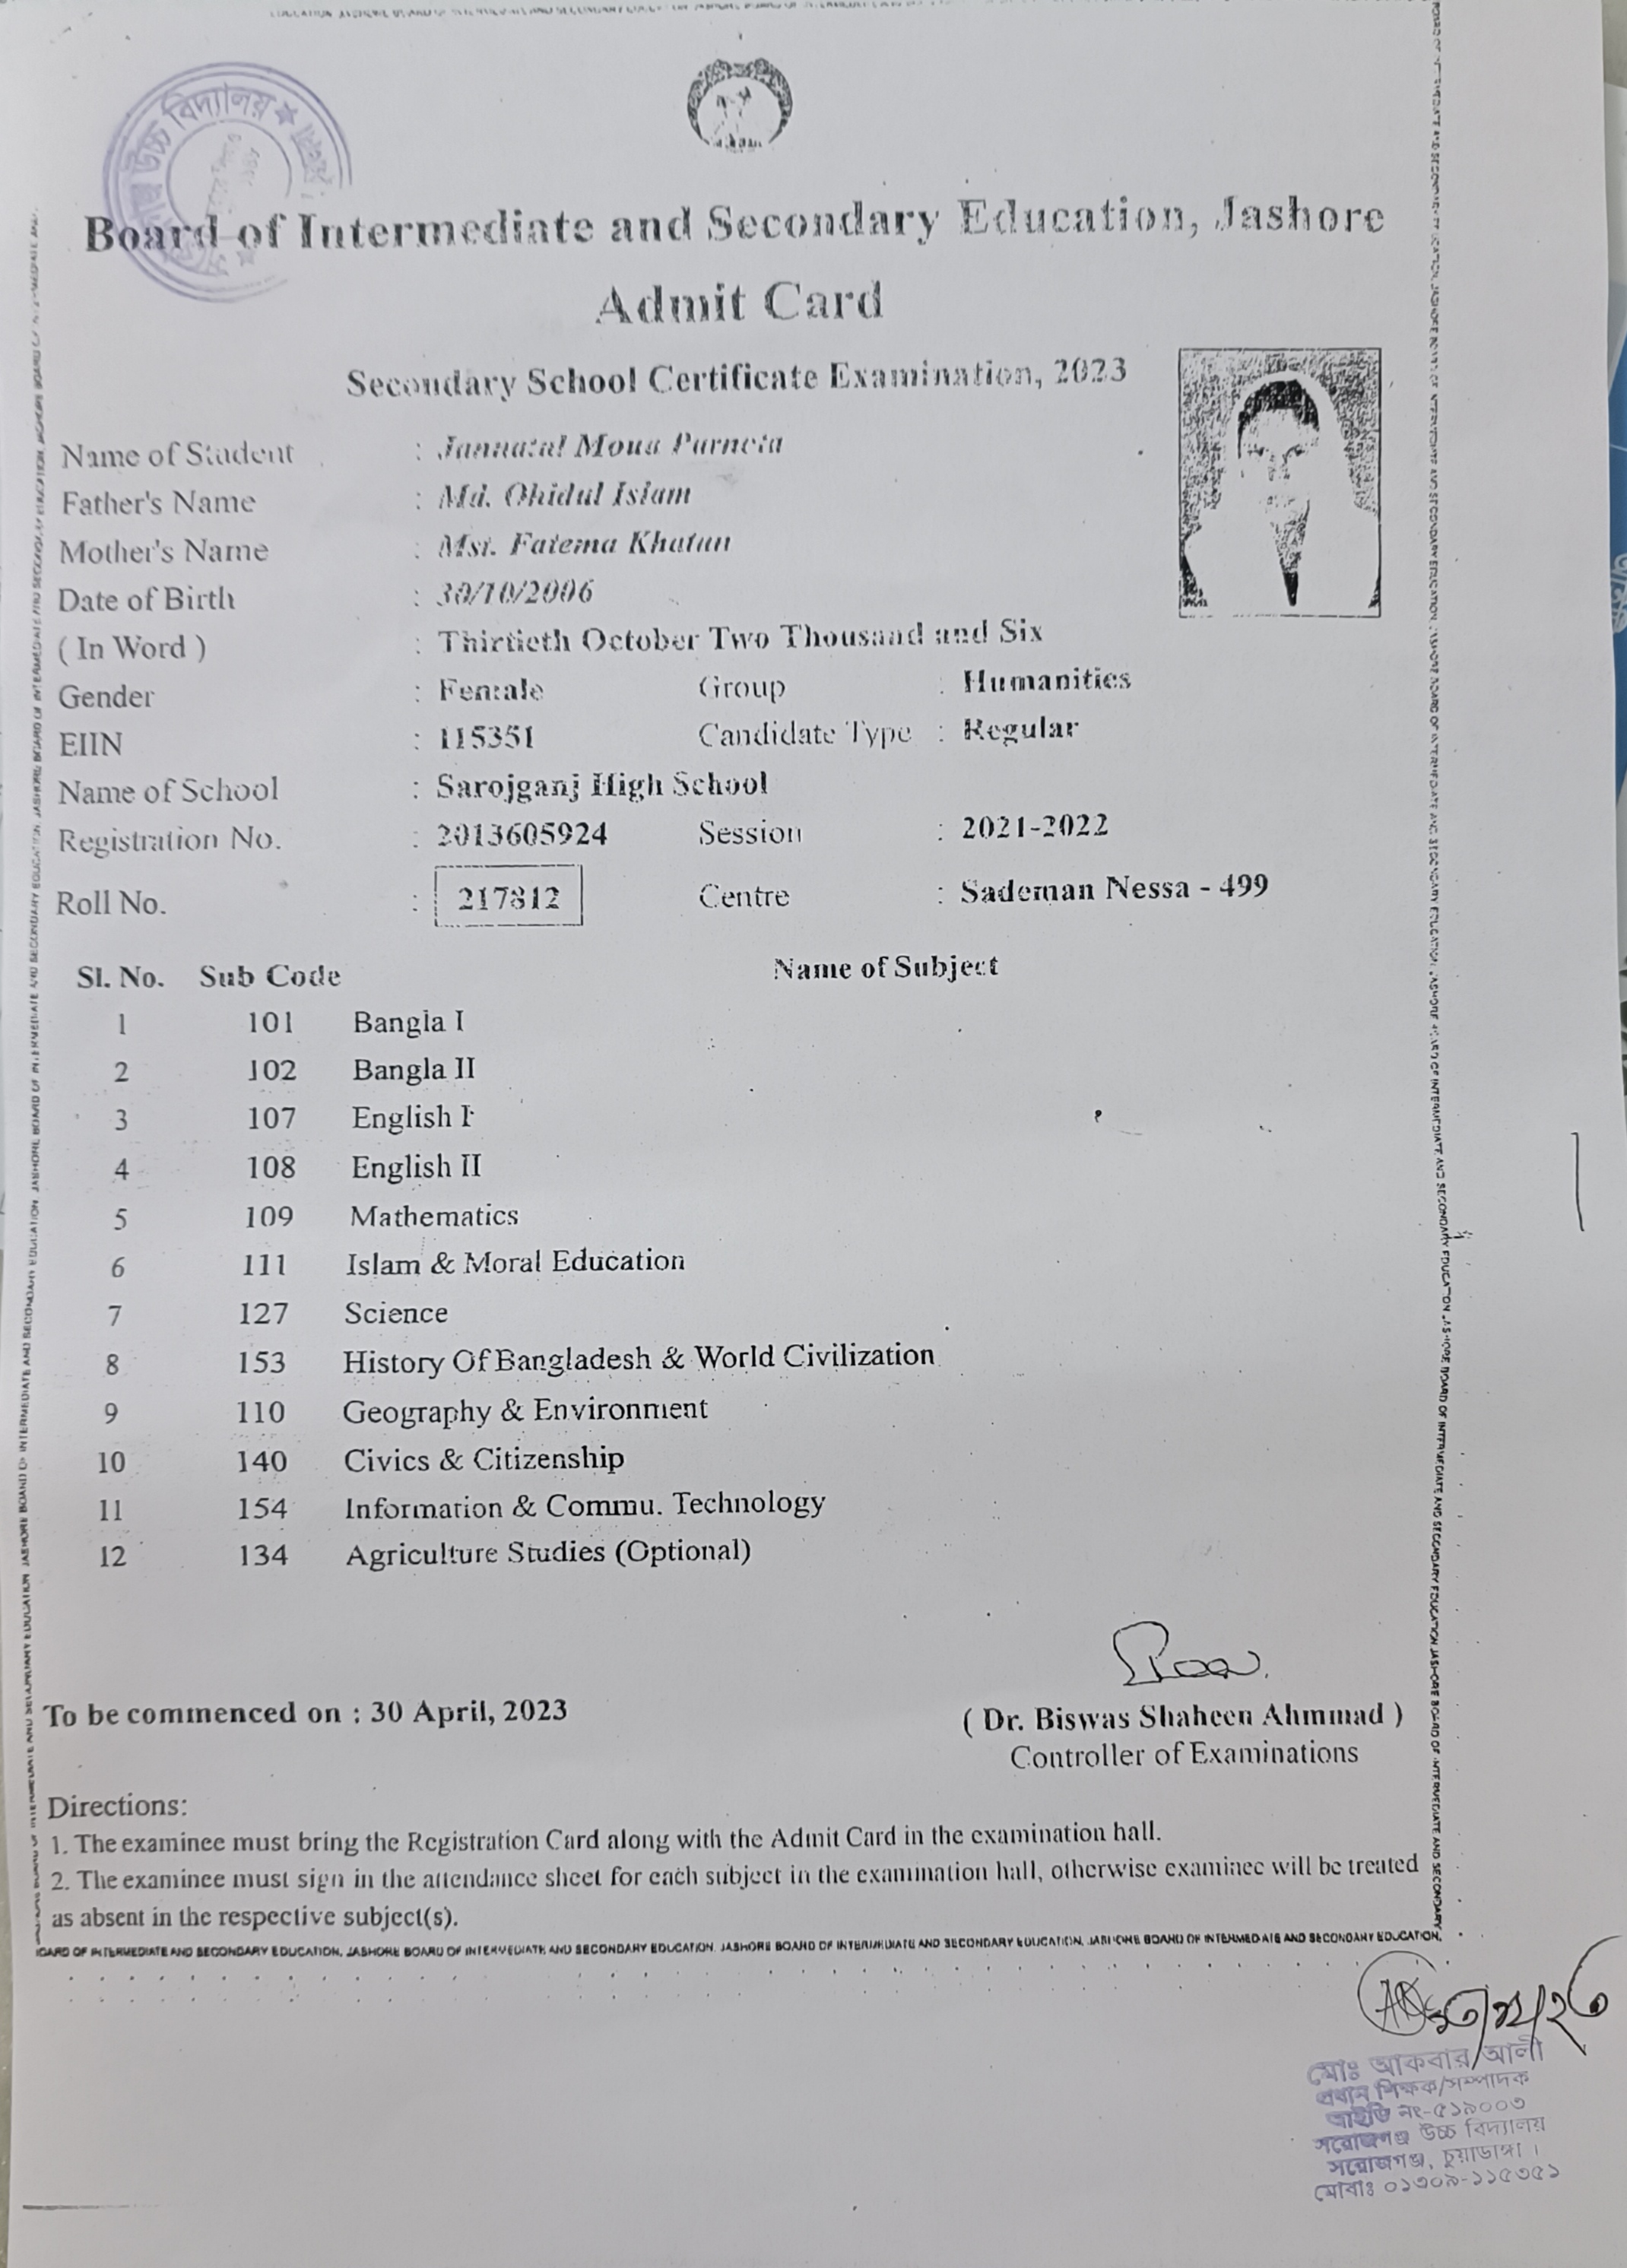 Board of Intermediate and Secondary Education, Jashore
Admit Card
Secondary School Certificate Examination, 2023
Name of Student : Jannatul Moua
Father's Name : Md. Ohidul Islam
Mother's Name : Mst. Fatema Khatun
Date of Birth : 30/10/2006
( In Word ) : Thirtieth October Two Thousand and Six
Gender : Female Group : Humanities
EIIN : 115351 Candidate Type : Regular
Name of School : Sarojganj High School
Registration No. : 2013605924 Session : 2021-2022
Roll No. : 217812 Centre : Sademan Nessa - 499
Sl. No. Sub Code Name of Subject
1 101 Bangla I
2 102 Bangla II
3 107 English I
4 108 English II
5 109 Mathematics
6 111 Islam & Moral Education
7 127 Science
8 153 History Of Bangladesh & World Civilization
9 110 Geography & Environment
10 140 Civics & Citizenship
11 154 Information & Commu. Technology
12 134 Agriculture Studies (Optional)
To be commenced on : 30 April, 2023
( Dr. Biswas Shaheen Ahmmad )
Controller of Examinations
Directions:
1. The examinee must bring the Registration Card along with the Admit Card in the examination hall.
2. The examinee must sign in the attendance sheet for each subject in the examination hall, otherwise examinee will be treated
as absent in the respective subject(s).
BOARD OF INTERMEDIATE AND SECONDARY EDUCATION, JASHORE BOARD OF INTERMEDIATE AND SECONDARY EDUCATION, JASHORE BOARD OF INTERMEDIATE AND SECONDARY EDUCATION, JASHORE BOARD OF INTERMEDIATE AND SECONDARY EDUCATION,
মোঃ আকবার আলী
প্রধান শিক্ষক/সম্পাদক
আইডি নং-৫১৯০০৩
সরোজগঞ্জ উচ্চ বিদ্যালয়
সরোজগঞ্জ, চুয়াডাঙ্গা।
মোবাঃ ০১৩০৯-১১৫৩৫১